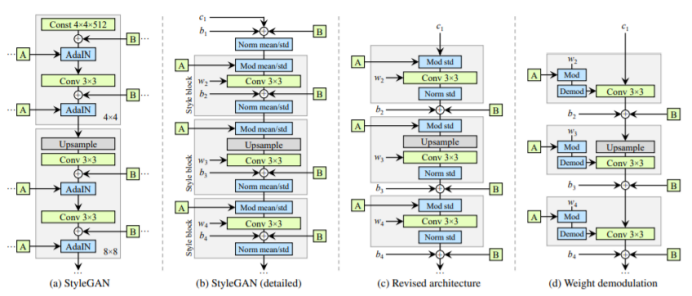 Const 4×4×512
B
A
AdaIN
Conv 3×3
B
A
AdaIN
4×4
Upsample
Conv 3×3
B
A
AdaIN
Conv 3×3
B
A
AdaIN
8×8
(a) StyleGAN
c₁
b₁
B
Norm mean/std
A
Mod mean/std
w₂
Conv 3×3
b₂
B
Norm mean/std
Style block
A
Mod mean/std
Upsample
w₃
Conv 3×3
b₃
B
Norm mean/std
Style block
A
Mod mean/std
w₄
Conv 3×3
b₄
B
Norm mean/std
Style block
(b) StyleGAN (detailed)
c₁
A
Mod std
w₂
Conv 3×3
Norm std
b₂
B
A
Mod std
Upsample
w₃
Conv 3×3
Norm std
b₃
B
A
Mod std
w₄
Conv 3×3
Norm std
b₄
B
(c) Revised architecture
c₁
w₂
A
Mod
Demod
Conv 3×3
b₂
B
w₃
A
Mod
Upsample
Demod
Conv 3×3
b₃
B
w₄
A
Mod
Demod
Conv 3×3
b₄
B
(d) Weight demodulation